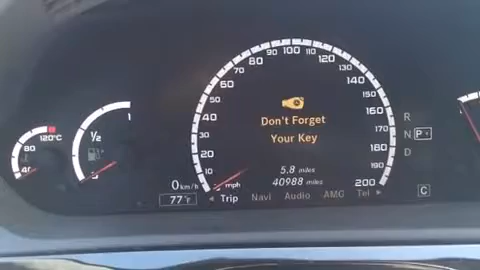 120°C
80
40
1
½
100
80
110
120
70
60
140
50
150
40
160
30
170
20
180
10
190
200
Don't Forget
Your Key
5.8 miles
40988 miles
mph
0 km/h
77°F
◄ Trip Navi Audio AMG Tel ►
R
N P
D
C